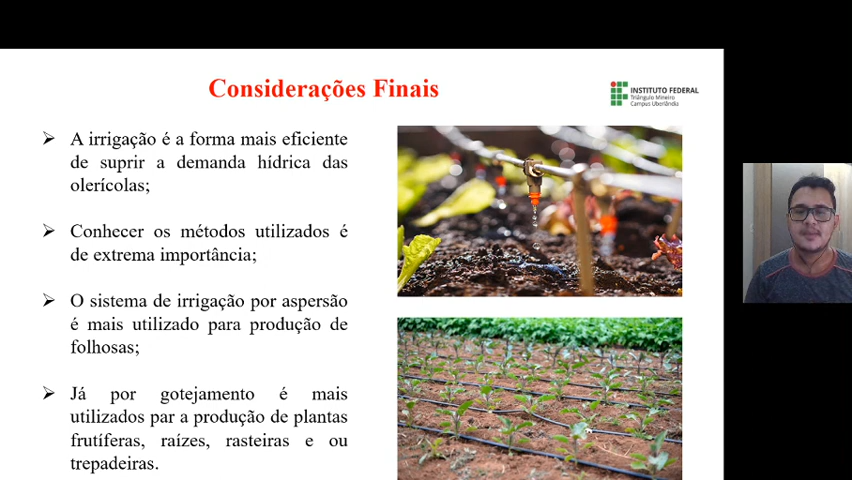 Considerações Finais
INSTITUTO FEDERAL
Triângulo Mineiro
Campus Uberlândia
A irrigação é a forma mais eficiente
de suprir a demanda hídrica das
olerícolas;
Conhecer os métodos utilizados é
de extrema importância;
O sistema de irrigação por aspersão
é mais utilizado para produção de
folhosas;
Já por gotejamento é mais
utilizados par a produção de plantas
frutíferas, raízes, rasteiras e ou
trepadeiras.